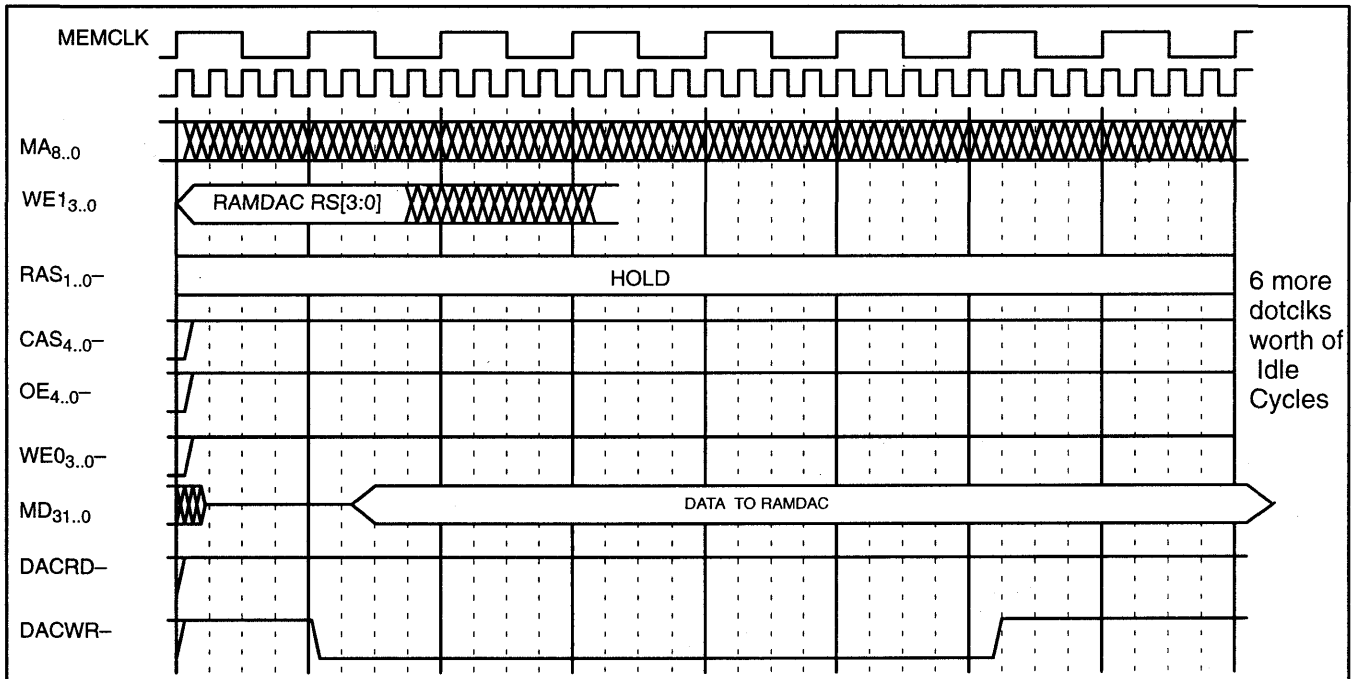 MEMCLK
MA8..0
WE13..0
RAMDAC RS[3:0]
RAS1..0–
HOLD
CAS4..0–
OE4..0–
WE03..0–
MD31..0
DATA TO RAMDAC
DACRD–
DACWR–
6 more
dotclks
worth of
Idle
Cycles